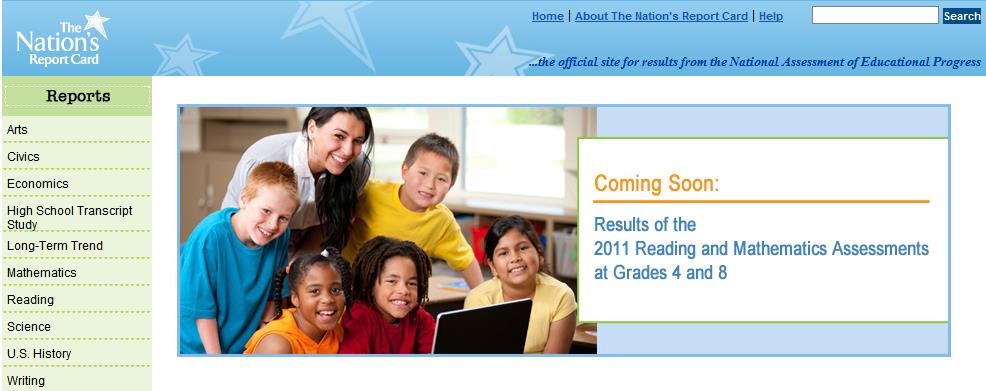 The
Nation's
Report Card
Home | About The Nation's Report Card | Help
Search
...the official site for results from the National Assessment of Educational Progress
Reports
Arts
Civics
Economics
High School Transcript
Study
Long-Term Trend
Mathematics
Reading
Science
U.S. History
Writing
Coming Soon:
Results of the
2011 Reading and Mathematics Assessments
at Grades 4 and 8